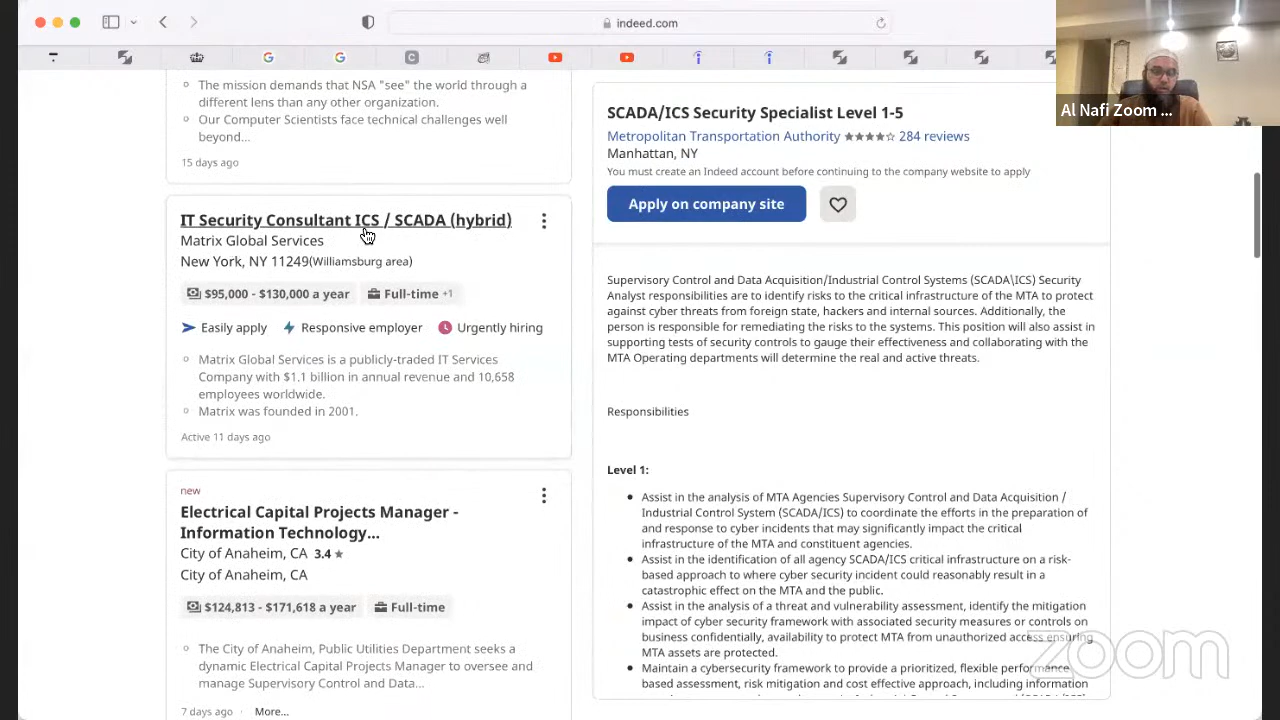 indeed.com
Al Nafi Zoom ...
The mission demands that NSA "see" the world through a
different lens than any other organization.
Our Computer Scientists face technical challenges well
beyond...
15 days ago
IT Security Consultant ICS / SCADA (hybrid)
Matrix Global Services
New York, NY 11249(Williamsburg area)
$95,000 - $130,000 a year
Full-time +1
Easily apply
Responsive employer
Urgently hiring
Matrix Global Services is a publicly-traded IT Services
Company with $1.1 billion in annual revenue and 10,658
employees worldwide.
Matrix was founded in 2001.
Active 11 days ago
new
Electrical Capital Projects Manager -
Information Technology...
City of Anaheim, CA 3.4
City of Anaheim, CA
$124,813 - $171,618 a year
Full-time
The City of Anaheim, Public Utilities Department seeks a
dynamic Electrical Capital Projects Manager to oversee and
manage Supervisory Control and Data...
7 days ago · More...
SCADA/ICS Security Specialist Level 1-5
Metropolitan Transportation Authority 284 reviews
Manhattan, NY
You must create an Indeed account before continuing to the company website to apply
Apply on company site
Supervisory Control and Data Acquisition/Industrial Control Systems (SCADA\ICS) Security
Analyst responsibilities are to identify risks to the critical infrastructure of the MTA to protect
against cyber threats from foreign state, hackers and internal sources. Additionally, the
person is responsible for remediating the risks to the systems. This position will also assist in
supporting tests of security controls to gauge their effectiveness and collaborating with the
MTA Operating departments will determine the real and active threats.
Responsibilities
Level 1:
Assist in the analysis of MTA Agencies Supervisory Control and Data Acquisition /
Industrial Control System (SCADA/ICS) to coordinate the efforts in the preparation of
and response to cyber incidents that may significantly impact the critical
infrastructure of the MTA and constituent agencies.
Assist in the identification of all agency SCADA/ICS critical infrastructure on a risk-
based approach to where cyber security incident could reasonably result in a
catastrophic effect on the MTA and the public.
Assist in the analysis of a threat and vulnerability assessment, identify the mitigation
impact of cyber security framework with associated security measures or controls on
business confidentially, availability to protect MTA from unauthorized access ensuring
MTA assets are protected.
Maintain a cybersecurity framework to provide a prioritized, flexible performance
based assessment, risk mitigation and cost effective approach, including information
zoom